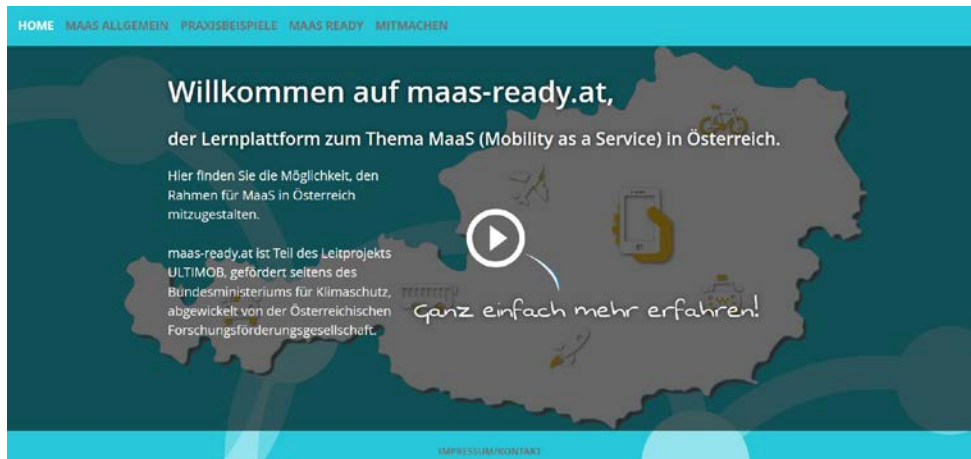 HOME MAAS ALLGEMEIN PRAXISBEISPIELE MAAS READY MITMACHEN
Willkommen auf maas-ready.at,
der Lernplattform zum Thema MaaS (Mobility as a Service) in Österreich.
Hier finden Sie die Möglichkeit, den
Rahmen für MaaS in Österreich
mitzugestalten.
maas-ready.at ist Teil des Leitprojekts
ULTIMOB, gefördert seitens des
Bundesministeriums für Klimaschutz,
abgewickelt von der Österreichischen
Forschungsförderungsgesellschaft.
Ganz einfach mehr erfahren!
IMPRESSUM/KONTAKT